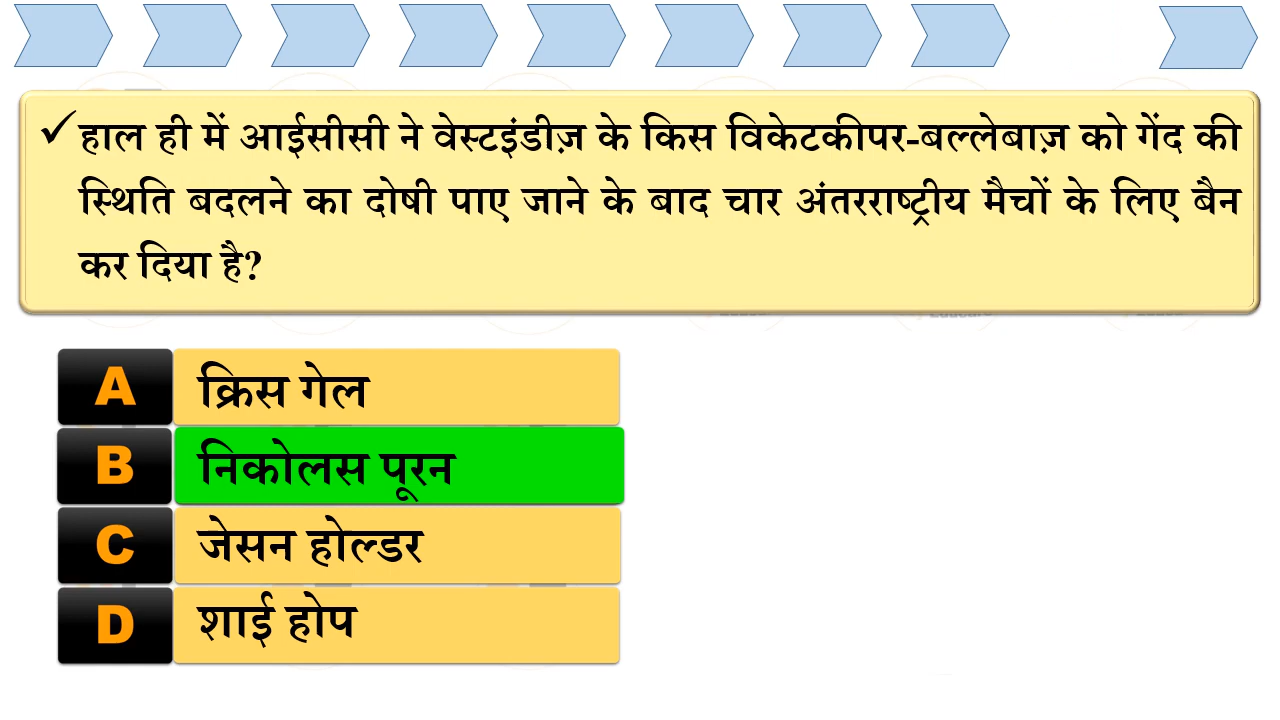 ✓हाल ही में आईसीसी ने वेस्टइंडीज़ के किस विकेटकीपर-बल्लेबाज़ को गेंद की
स्थिति बदलने का दोषी पाए जाने के बाद चार अंतरराष्ट्रीय मैचों के लिए बैन
कर दिया है?
A क्रिस गेल
B निकोलस पूरन
C जेसन होल्डर
D शाई होप